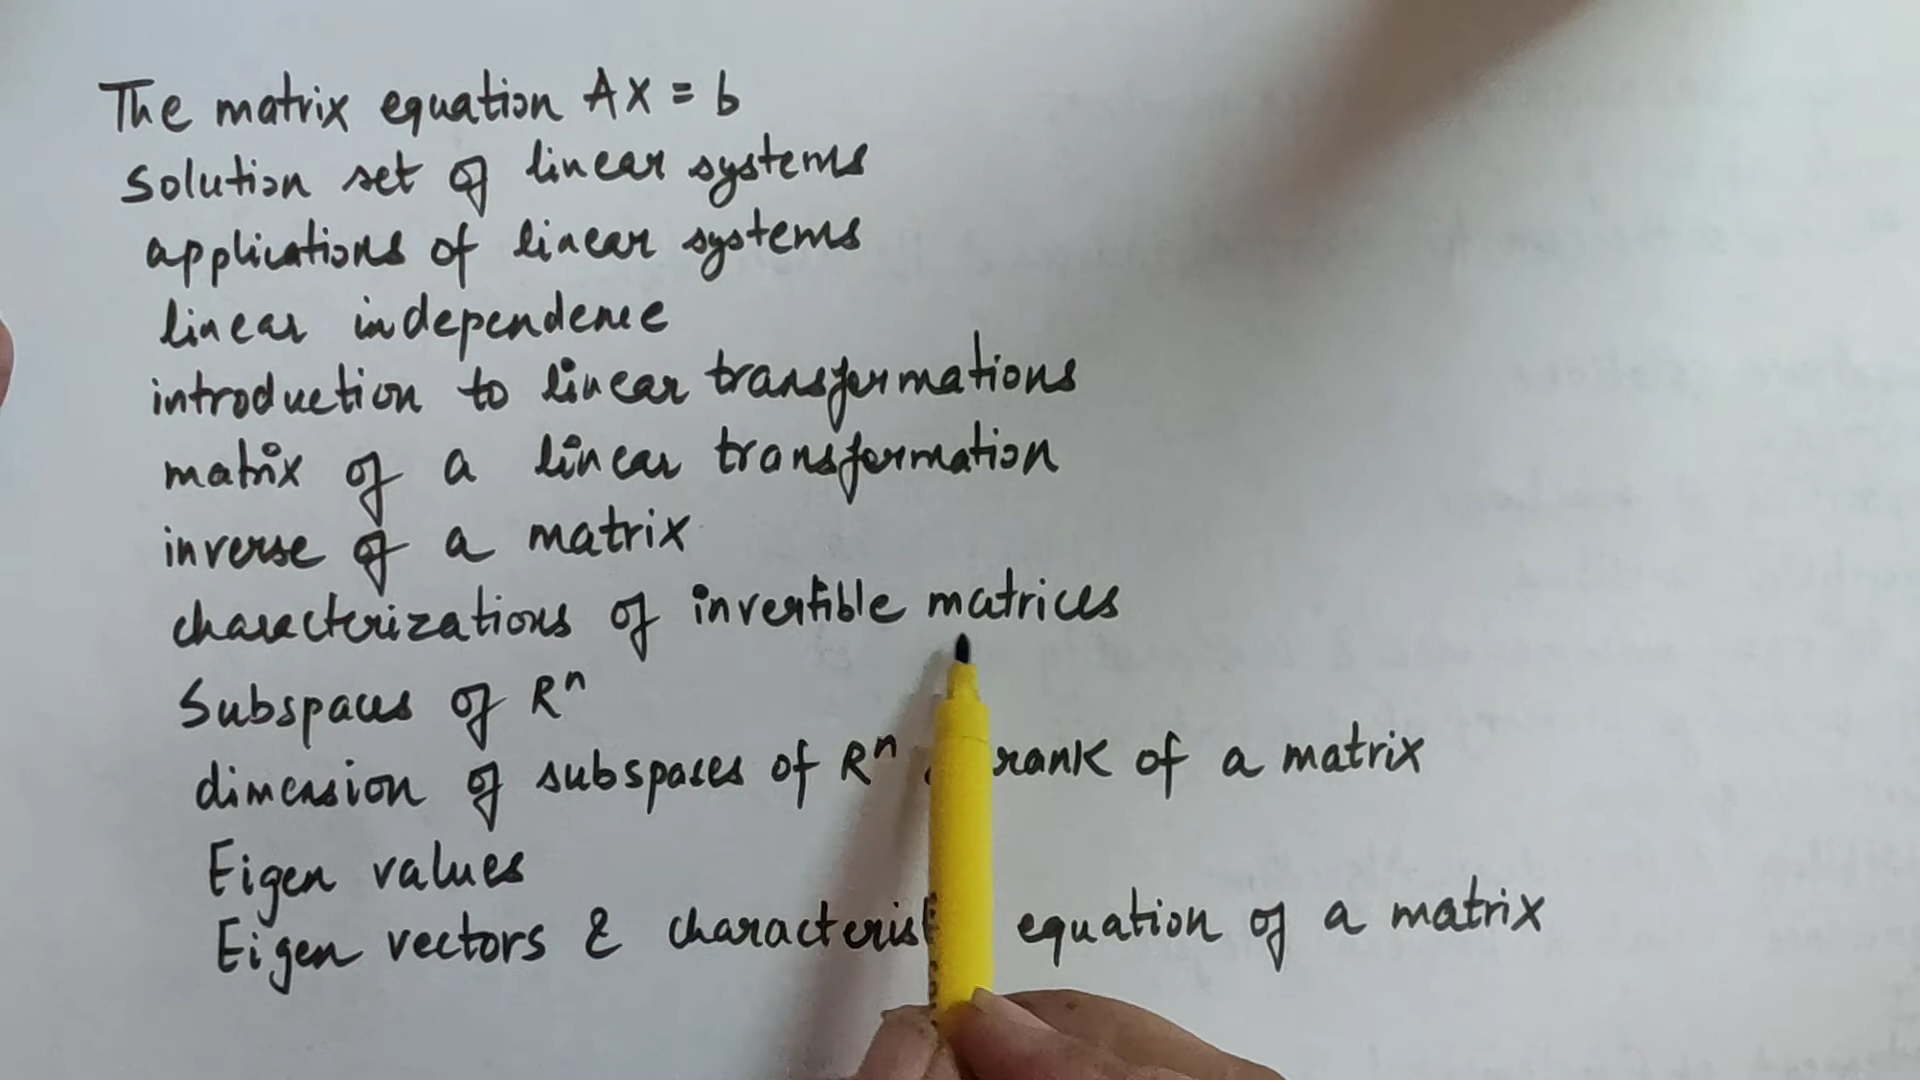 The matrix equation AX = b
Solution set of linear systems
applications of linear systems
linear independence
introduction to linear transformations
matrix of a linear transformation
inverse of a matrix
characterizations of invertible matrices
Subspaces of Rⁿ
dimension of subspaces of Rⁿ rank of a matrix
Eigen values
Eigen vectors & equation of a matrix